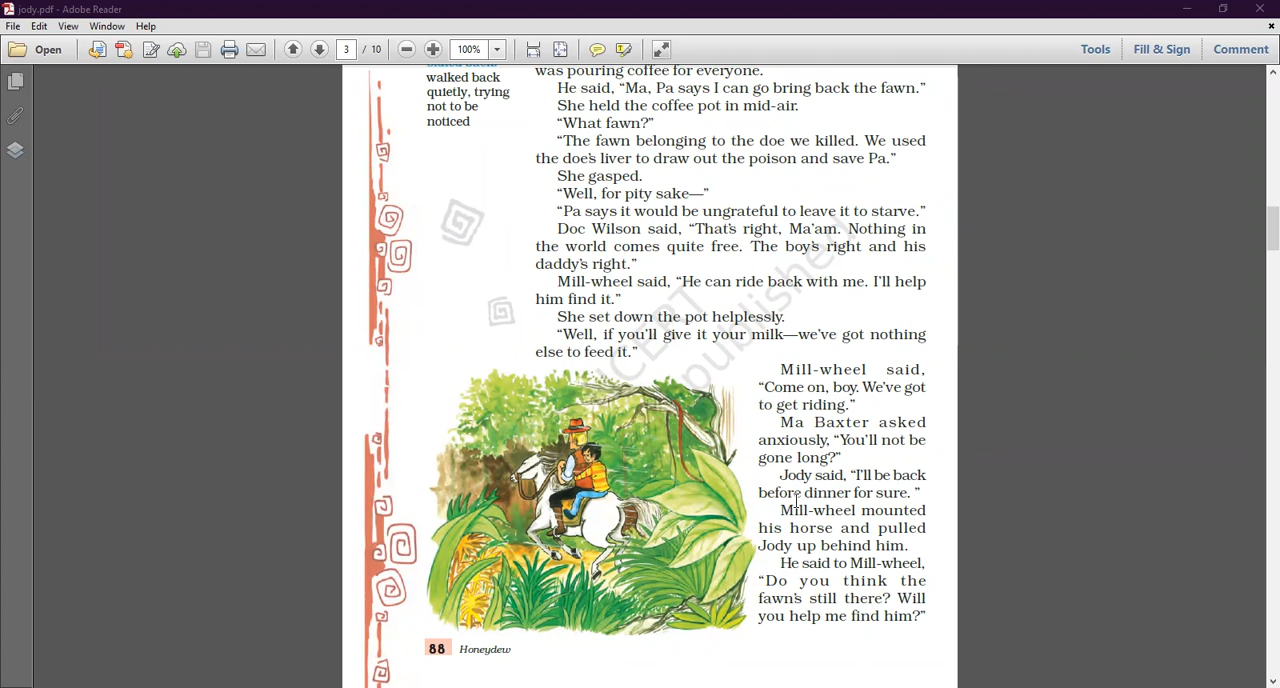 jody.pdf - Adobe Reader
File Edit View Window Help
Open 3 / 10 100% Tools Fill & Sign Comment
walked back
quietly, trying
not to be
noticed
was pouring coffee for everyone.
He said, “Ma, Pa says I can go bring back the fawn.”
She held the coffee pot in mid-air.
“What fawn?”
“The fawn belonging to the doe we killed. We used
the doe’s liver to draw out the poison and save Pa.”
She gasped.
“Well, for pity sake—”
“Pa says it would be ungrateful to leave it to starve.”
Doc Wilson said, “That’s right, Ma’am. Nothing in
the world comes quite free. The boy’s right and his
daddy’s right.”
Mill-wheel said, “He can ride back with me. I’ll help
him find it.”
She set down the pot helplessly.
“Well, if you’ll give it your milk—we’ve got nothing
else to feed it.”
Mill-wheel said,
“Come on, boy. We’ve got
to get riding.”
Ma Baxter asked
anxiously, “You’ll not be
gone long?”
Jody said, “I’ll be back
before dinner for sure. ”
Mill-wheel mounted
his horse and pulled
Jody up behind him.
He said to Mill-wheel,
“Do you think the
fawn’s still there? Will
you help me find him?”
88 Honeydew
published